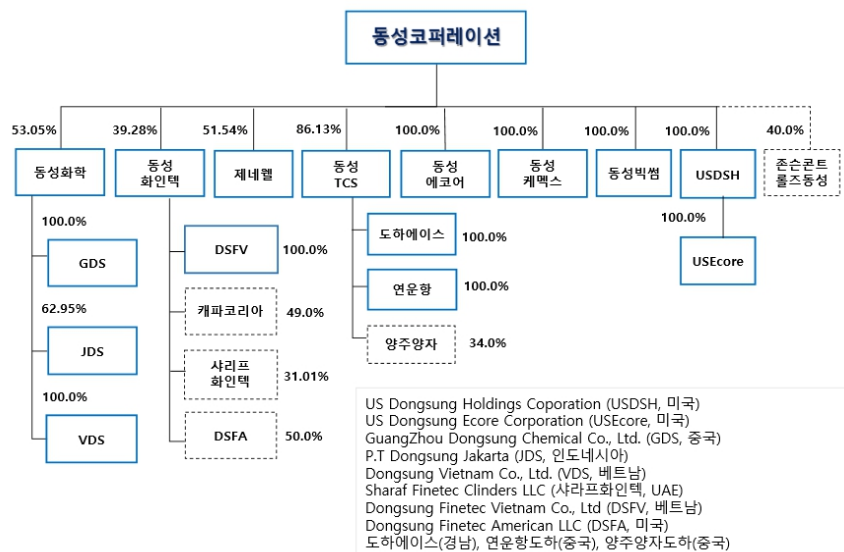 동성코퍼레이션
53.05%
39.28%
51.54%
86.13%
100.0%
100.0%
100.0%
100.0%
40.0%
동성화학
동성
화인텍
제네웰
동성
TCS
동성
에코어
동성
케멕스
동성빅썸
USDSH
존슨콘트
롤즈동성
100.0%
GDS
62.95%
JDS
100.0%
VDS
DSFV
100.0%
캐파코리아
49.0%
샤리프
화인텍
31.01%
DSFA
50.0%
도하에이스
100.0%
연운항
100.0%
양주양자
34.0%
100.0%
USEcore
US Dongsung Holdings Coporation (USDSH, 미국)
US Dongsung Ecore Corporation (USEcore, 미국)
GuangZhou Dongsung Chemical Co., Ltd. (GDS, 중국)
P.T Dongsung Jakarta (JDS, 인도네시아)
Dongsung Vietnam Co., Ltd. (VDS, 베트남)
Sharaf Finetec Clinders LLC (샤라프화인텍, UAE)
Dongsung Finetec Vietnam Co., Ltd (DSFV, 베트남)
Dongsung Finetec American LLC (DSFA, 미국)
도하에이스(경남), 연운항도하(중국), 양주양자도하(중국)